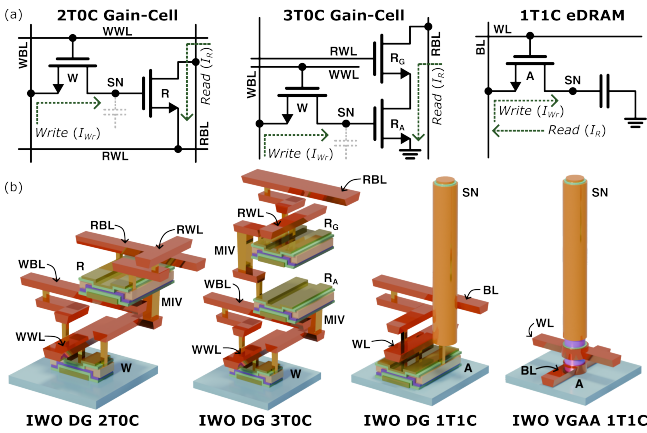 (a)
2T0C Gain-Cell
3T0C Gain-Cell
1T1C eDRAM
WWL
WBL
W
SN
R
Read (IR)
Write (IWr)
RBL
RWL
RWL
WWL
WBL
RG
RBL
W
SN
RA
Read (IR)
Write (IWr)
BL
WL
A
SN
Write (IWr)
Read (IR)
(b)
RBL
RWL
R
WBL
MIV
WWL
W
IWO DG 2T0C
RBL
RWL
RG
MIV
RA
WBL
MIV
WWL
W
IWO DG 3T0C
SN
BL
WL
A
IWO DG 1T1C
SN
WL
BL
A
IWO VGAA 1T1C